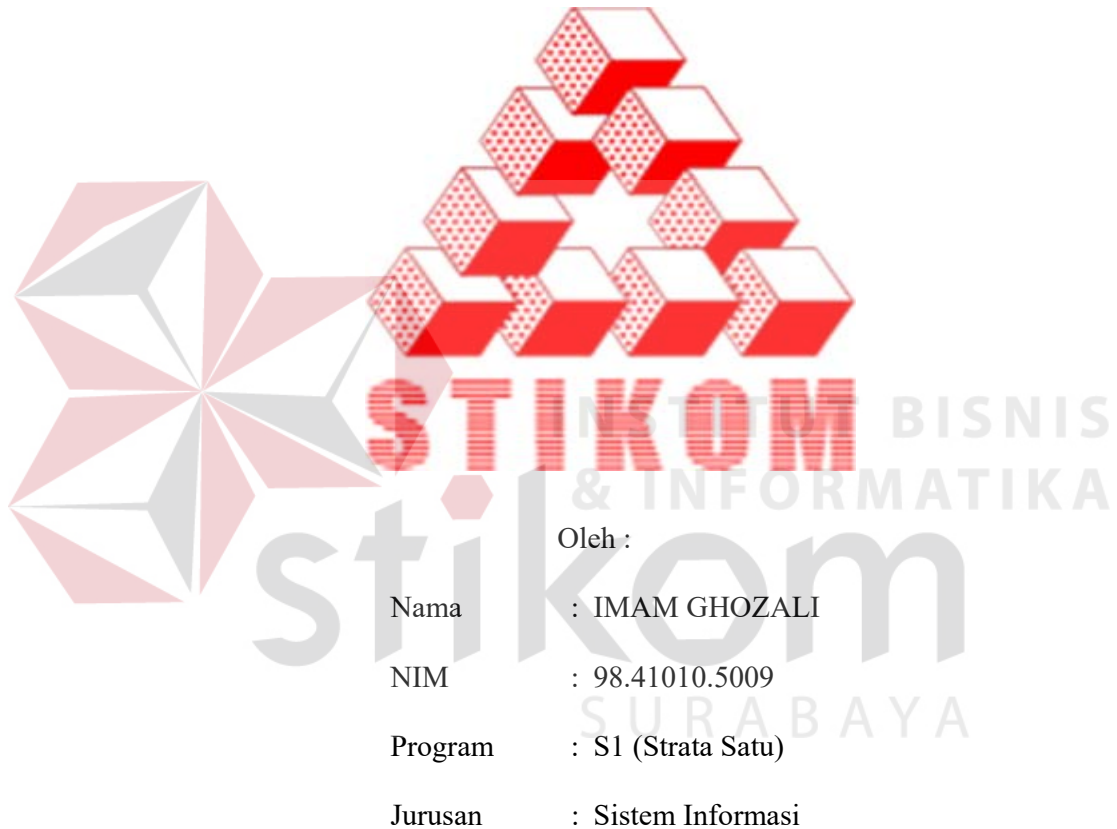 STIKOM
INSTITUT BISNIS
& INFORMATIKA
stikom
SURABAYA
Oleh :
Nama : IMAM GHOZALI
NIM : 98.41010.5009
Program : S1 (Strata Satu)
Jurusan : Sistem Informasi